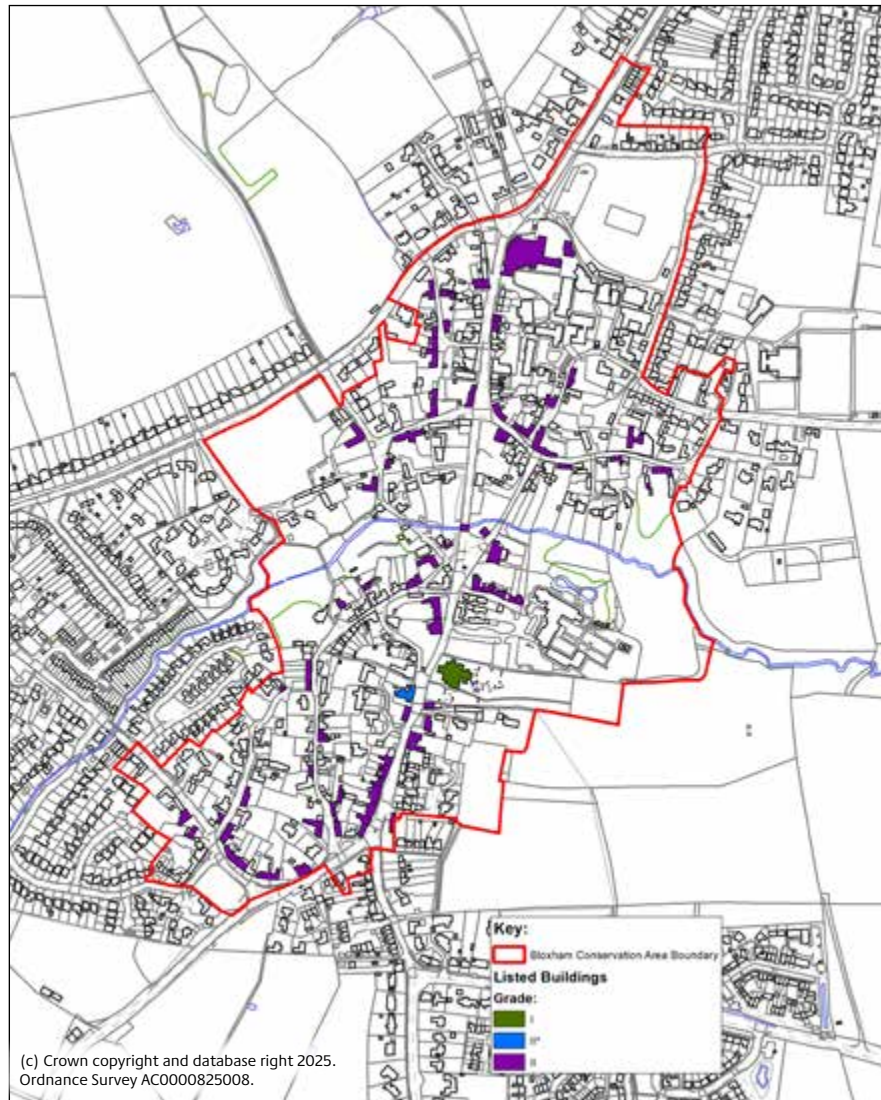 Key:
Bloxham Conservation Area Boundary
Listed Buildings
Grade:
I
II*
II
(c) Crown copyright and database right 2025.
Ordnance Survey AC0000825008.